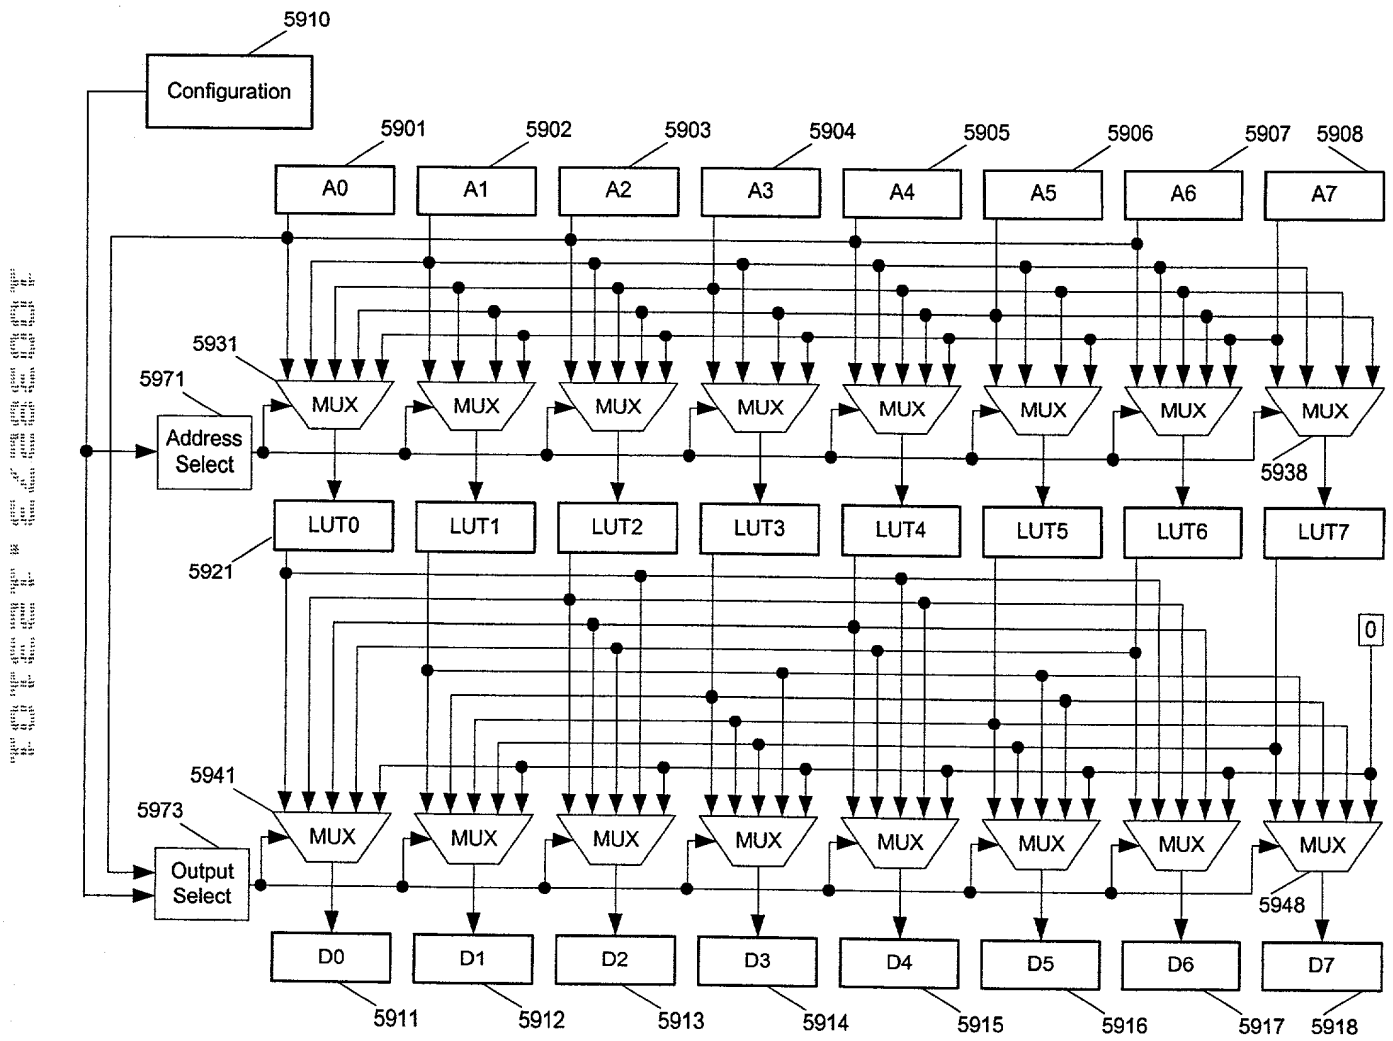 5910
Configuration
5901 5902 5903 5904 5905 5906 5907 5908
A0 A1 A2 A3 A4 A5 A6 A7
5931
5971
MUX MUX MUX MUX MUX MUX MUX MUX
Address
Select
5938
LUT0 LUT1 LUT2 LUT3 LUT4 LUT5 LUT6 LUT7
5921
0
5941
5973
MUX MUX MUX MUX MUX MUX MUX MUX
Output
Select
5948
D0 D1 D2 D3 D4 D5 D6 D7
5911 5912 5913 5914 5915 5916 5917 5918